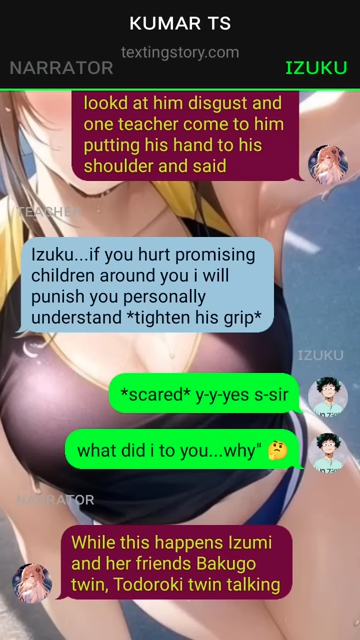 KUMAR TS
textingstory.com
NARRATOR
IZUKU
lookd at him disgust and
one teacher come to him
putting his hand to his
shoulder and said
TEACHER
Izuku...if you hurt promising
children around you i will
punish you personally
understand *tighten his grip*
IZUKU
*scared* y-y-yes s-sir
what did i to you...why" 🤔
NARRATOR
While this happens Izumi
and her friends Bakugo
twin, Todoroki twin talking